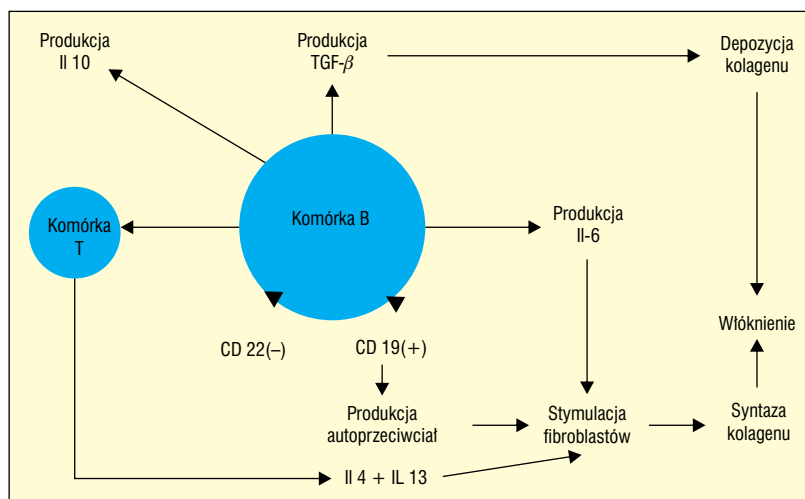 Produkcja
Il 10
Produkcja
TGF-β
Depozycja
kolagenu
Komórka
T
Komórka B
Produkcja
Il-6
Włóknienie
CD 22(–)
CD 19(+)
Produkcja
autoprzeciwciał
Stymulacja
fibroblastów
Syntaza
kolagenu
Il 4 + IL 13